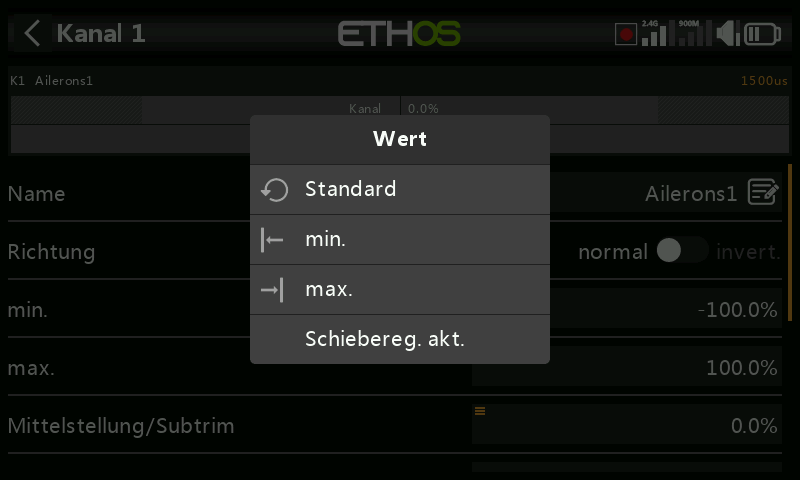 Kanal 1
ETHOS
2.4G
900M
K1 Ailerons1
1500us
Kanal 0.0%
Wert
Standard
min.
max.
Schiebereg. akt.
Name
Ailerons1
Richtung
normal
invert.
min.
-100.0%
max.
100.0%
Mittelstellung/Subtrim
0.0%